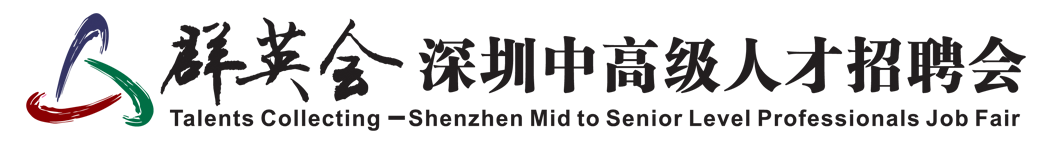 群英会 深圳中高级人才招聘会
Talents Collecting –Shenzhen Mid to Senior Level Professionals Job Fair